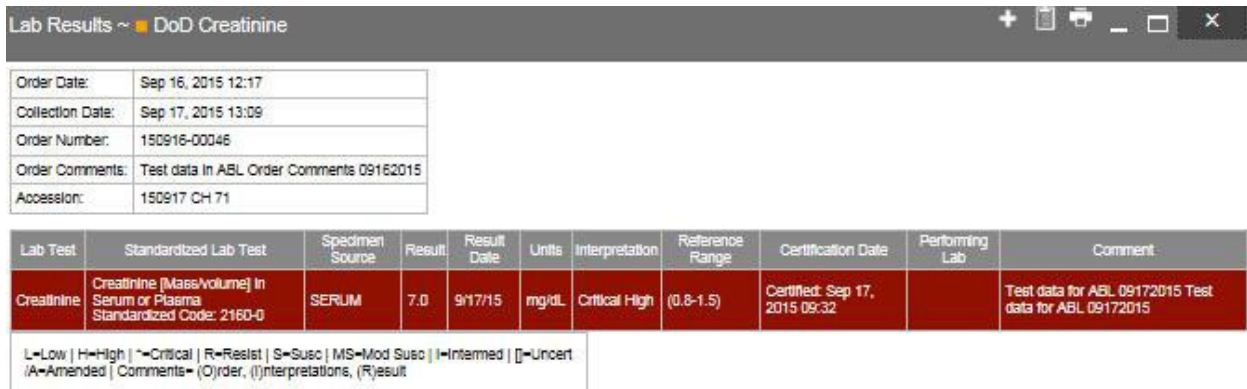 Lab Results ~ DoD Creatinine
Order Date: Sep 16, 2015 12:17
Collection Date: Sep 17, 2015 13:09
Order Number: 150916-00046
Order Comments: Test data in ABL Order Comments 09162015
Accession: 150917 CH 71
Lab Test Standardized Lab Test Specimen Source Result Result Date Units Interpretation Reference Range Certification Date Performing Lab Comment
Creatinine Creatinine [Mass/volume] in Serum or Plasma Standardized Code: 2160-0 SERUM 7.0 9/17/15 mg/dL Critical High (0.8-1.5) Certified: Sep 17, 2015 09:32 Test data for ABL 09172015 Test data for ABL 09172015
L=Low | H=High | *=Critical | R=Resist | S=Susc | MS=Mod Susc | I=Intermed | []=Uncert
/A=Amended | Comments= (O)rder, (I)nterpretations, (R)esult